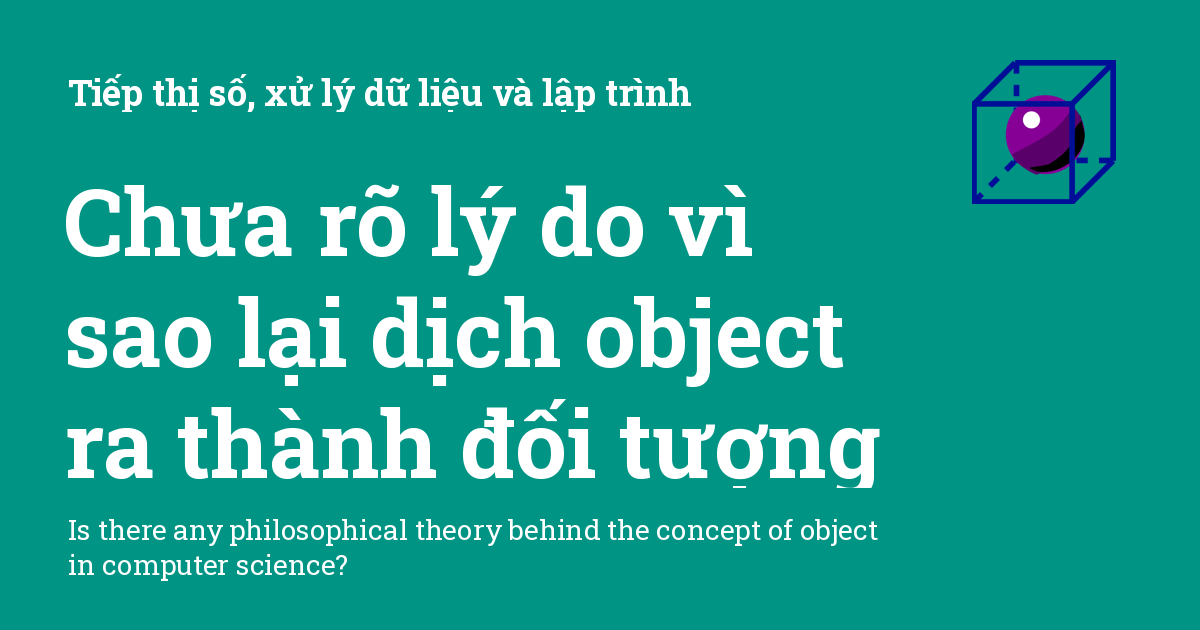 Tiếp thị số, xử lý dữ liệu và lập trình
Chưa rõ lý do vì
sao lại dịch object
ra thành đối tượng
Is there any philosophical theory behind the concept of object
in computer science?